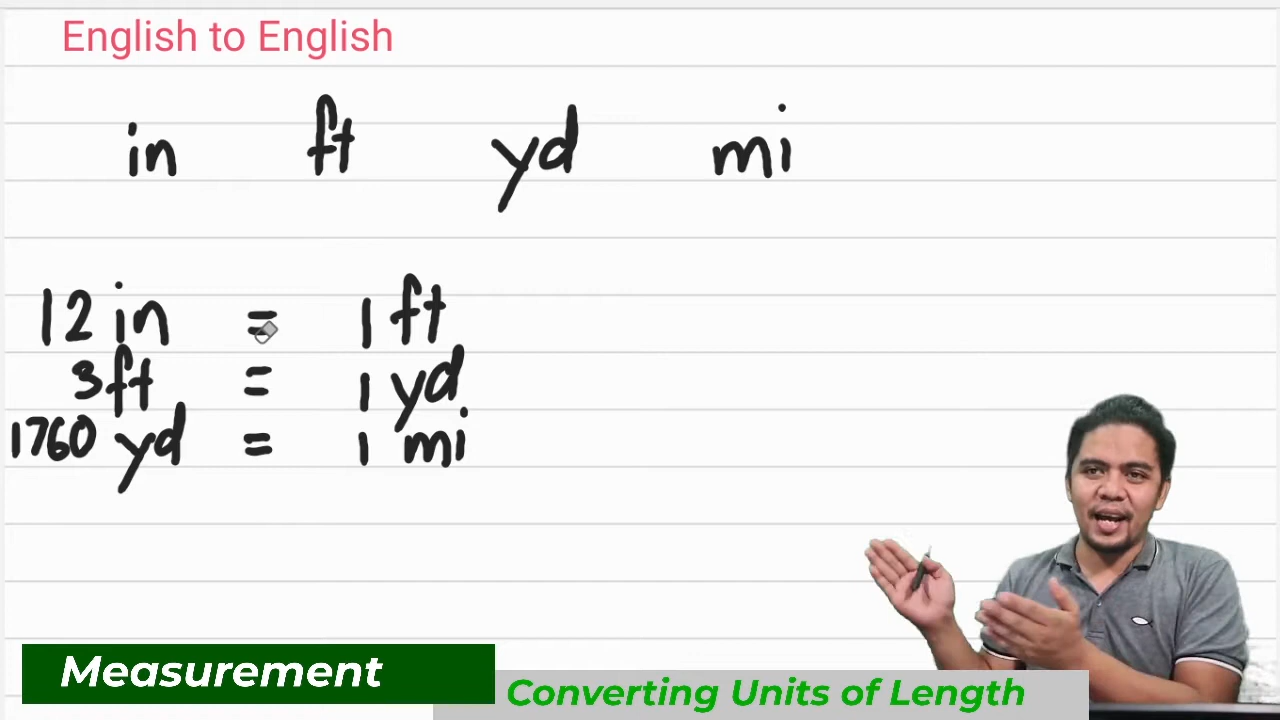 English to English
in ft yd mi
12 in = 1 ft
3 ft = 1 yd
1760 yd = 1 mi
Measurement
Converting Units of Length